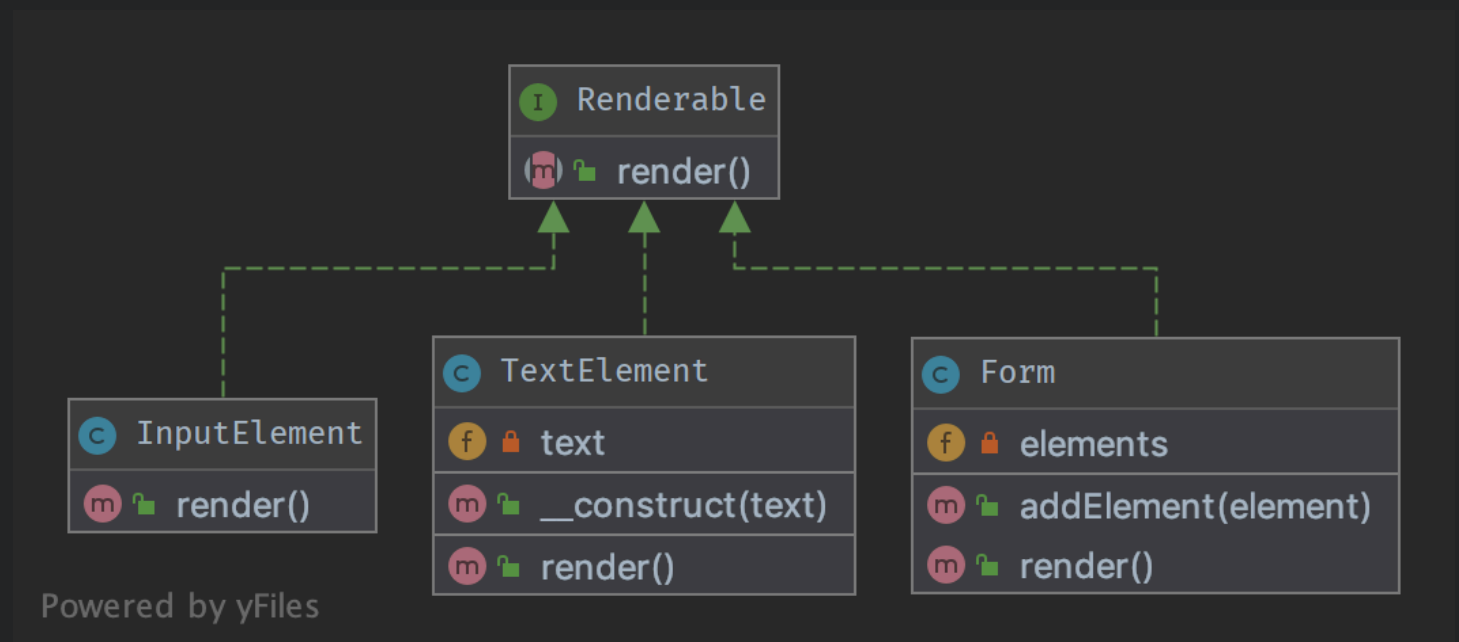 I Renderable
m render()
C InputElement
m render()
C TextElement
f text
m __construct(text)
m render()
C Form
f elements
m addElement(element)
m render()
Powered by yFiles